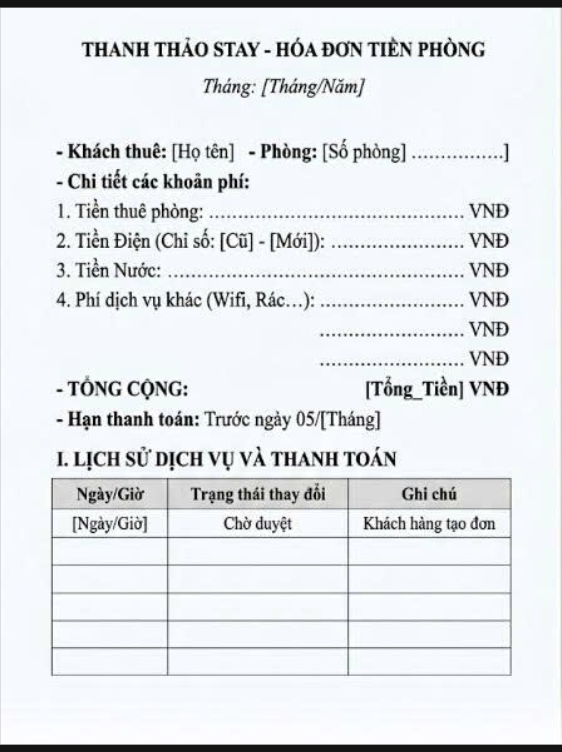 THANH THẢO STAY - HÓA ĐƠN TIỀN PHÒNG
Tháng: [Tháng/Năm]
- Khách thuê: [Họ tên] - Phòng: [Số phòng] .................]
- Chi tiết các khoản phí:
1. Tiền thuê phòng: ................................................ VNĐ
2. Tiền Điện (Chỉ số: [Cũ] - [Mới]): ......................... VNĐ
3. Tiền Nước: ........................................................ VNĐ
4. Phí dịch vụ khác (Wifi, Rác…): ........................... VNĐ
........................... VNĐ
........................... VNĐ
- TỔNG CỘNG: [Tổng_Tiền] VNĐ
- Hạn thanh toán: Trước ngày 05/[Tháng]
I. LỊCH SỬ DỊCH VỤ VÀ THANH TOÁN
Ngày/Giờ Trạng thái thay đổi Ghi chú
[Ngày/Giờ] Chờ duyệt Khách hàng tạo đơn